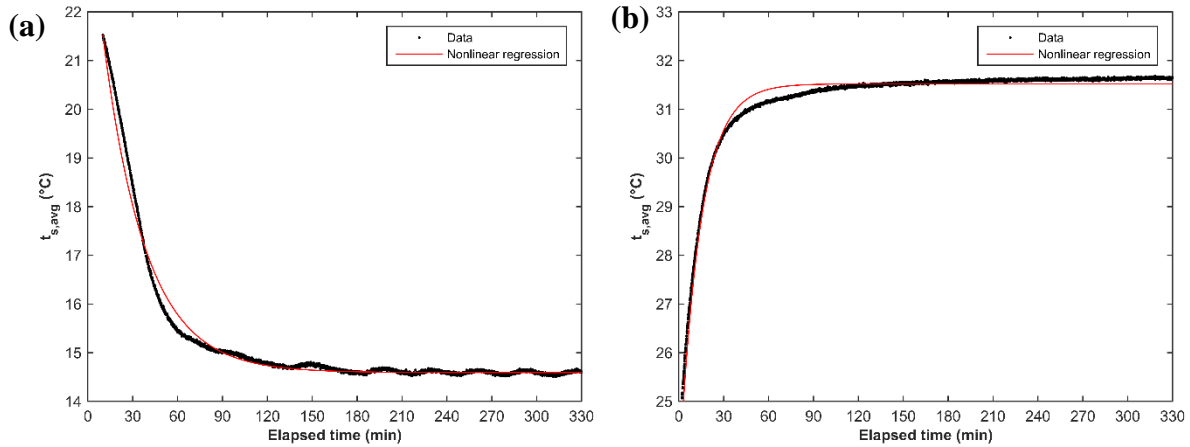 (a)
22
21
20
19
18
17
16
15
14
t_s,avg (°C)
0 30 60 90 120 150 180 210 240 270 300 330
Elapsed time (min)
Data
Nonlinear regression
(b)
33
32
31
30
29
28
27
26
25
t_s,avg (°C)
0 30 60 90 120 150 180 210 240 270 300 330
Elapsed time (min)
Data
Nonlinear regression